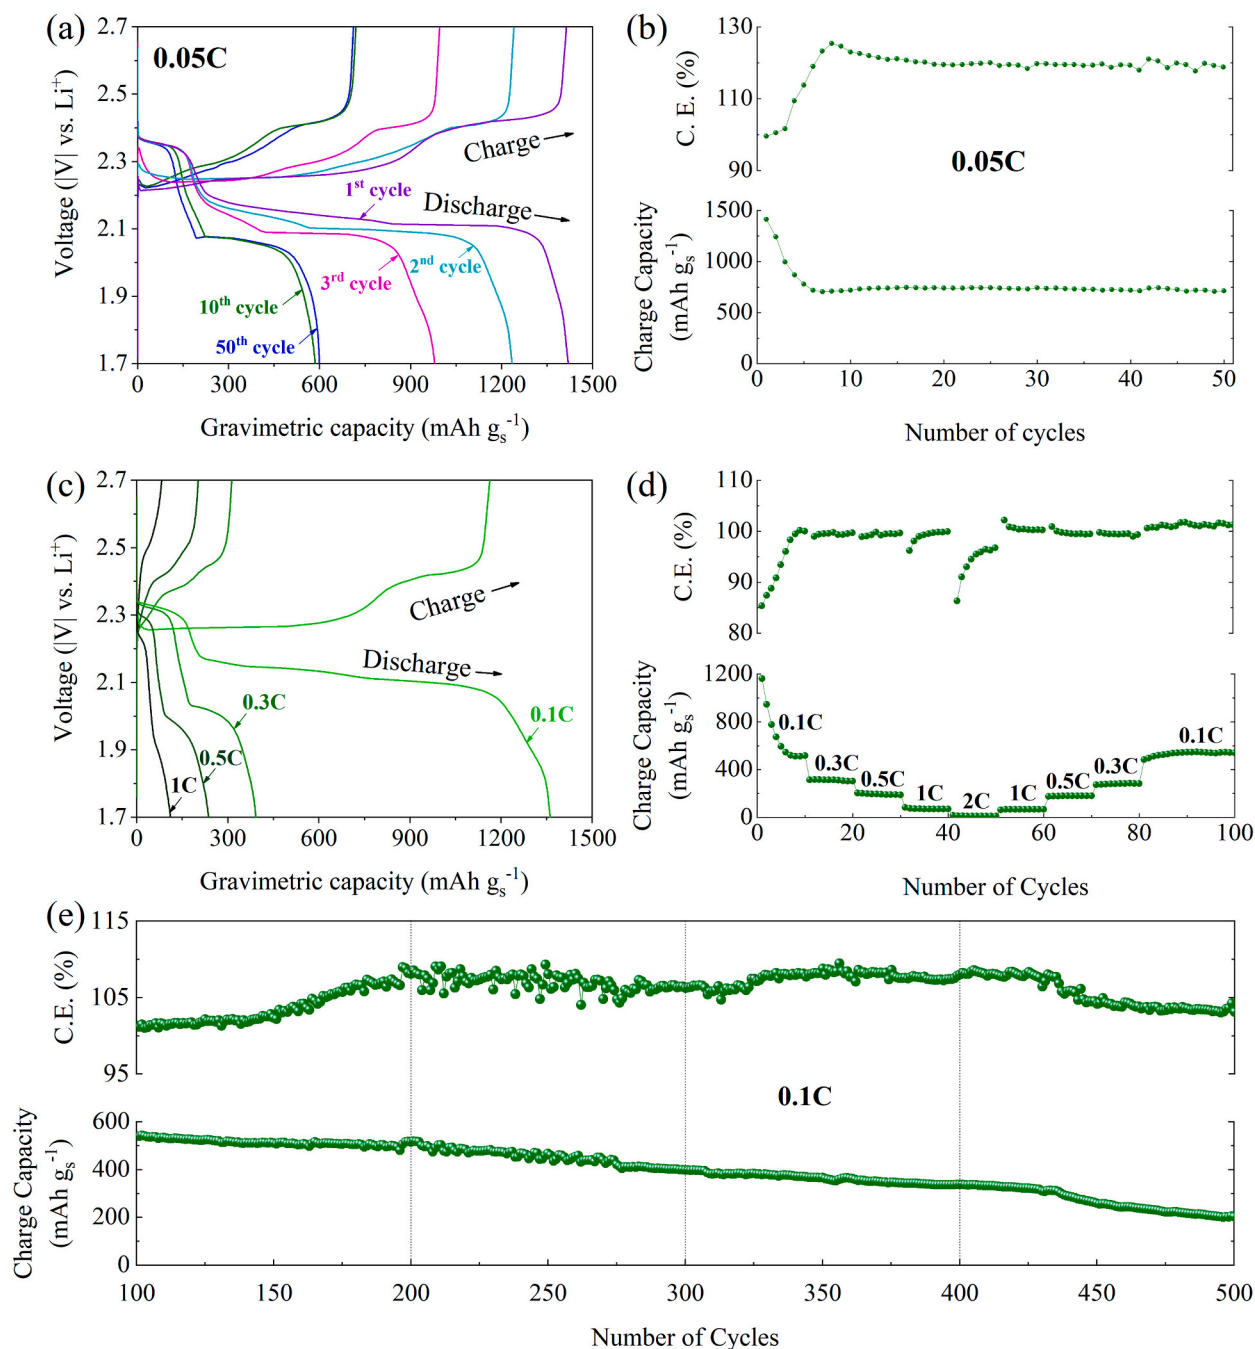 (a)
0.05C
2.7
2.5
2.3
2.1
1.9
1.7
Voltage (|V| vs. Li⁺)
Charge
Discharge
1ˢᵗ cycle
2ⁿᵈ cycle
3ʳᵈ cycle
10ᵗʰ cycle
50ᵗʰ cycle
0 300 600 900 1200 1500
Gravimetric capacity (mAh gₛ⁻¹)
(b)
130
110
90
C. E. (%)
0.05C
1500
1000
750
0
Charge Capacity
(mAh gₛ⁻¹)
0 10 20 30 40 50
Number of cycles
(c)
2.7
2.5
2.3
2.1
1.9
1.7
Voltage (|V| vs. Li⁺)
Charge
Discharge
0.1C
0.3C
0.5C
1C
0 300 600 900 1200 1500
Gravimetric capacity (mAh gₛ⁻¹)
(d)
110
100
90
80
C.E. (%)
1200
800
400
0
Charge Capacity
(mAh gₛ⁻¹)
0.1C
0.3C
0.5C
1C
2C
1C
0.5C
0.3C
0.1C
0 20 40 60 80 100
Number of Cycles
(e)
115
105
95
C.E. (%)
0.1C
600
400
200
0
Charge Capacity
(mAh gₛ⁻¹)
100 150 200 250 300 350 400 450 500
Number of Cycles